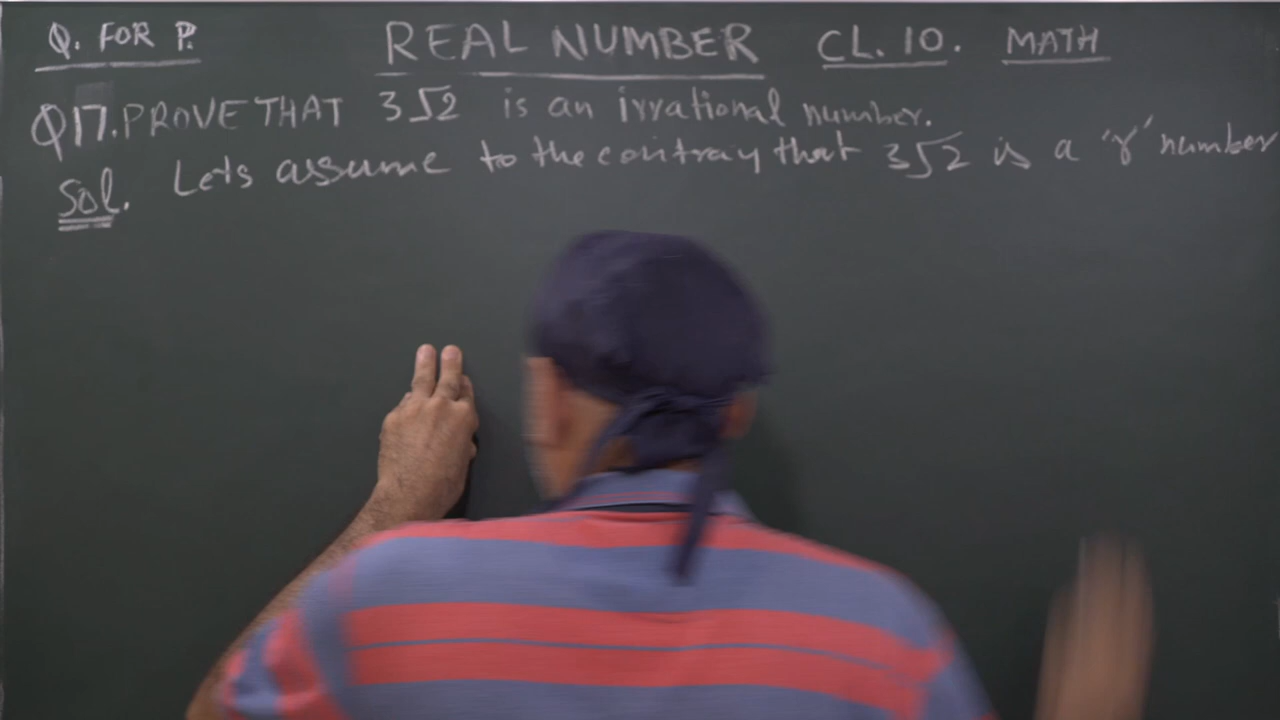 Q. FOR P. REAL NUMBER CL. 10. MATH
Q17. PROVE THAT 3√2 is an irrational number.
Sol. Lets assume to the contray that 3√2 is a 'r' number